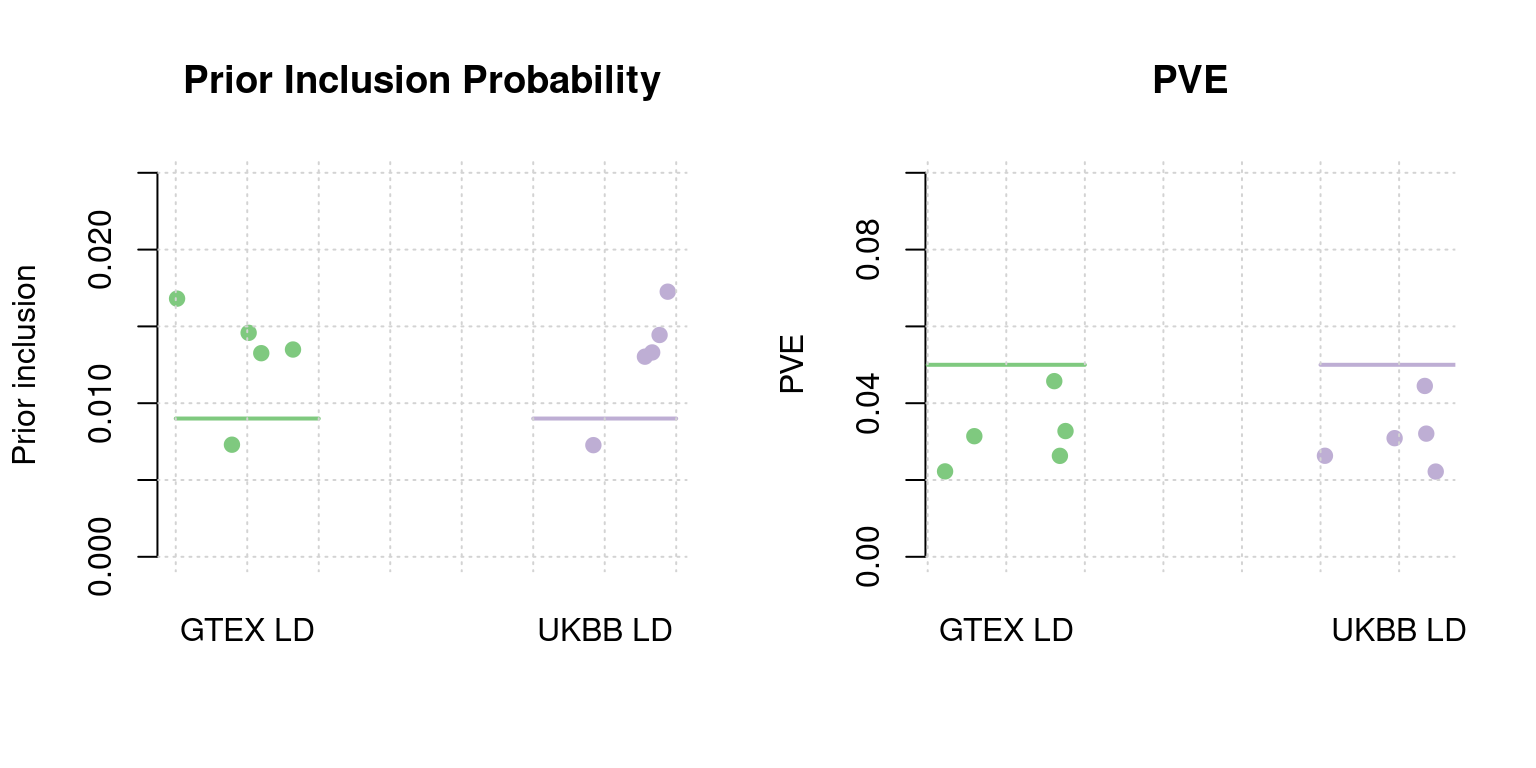 Prior Inclusion Probability
Prior inclusion
0.020
0.010
0.000
GTEX LD
UKBB LD
PVE
PVE
0.08
0.04
0.00
GTEX LD
UKBB LD